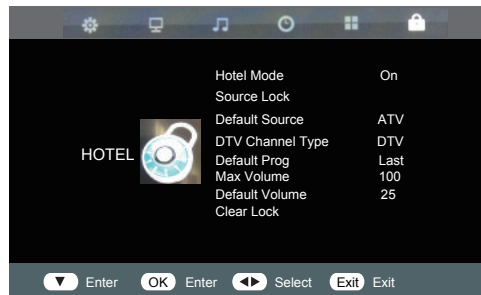 Hotel Mode On
Source Lock
Default Source ATV
DTV Channel Type DTV
HOTEL
Default Prog Last
Max Volume 100
Default Volume 25
Clear Lock
Enter OK Enter Select Exit Exit